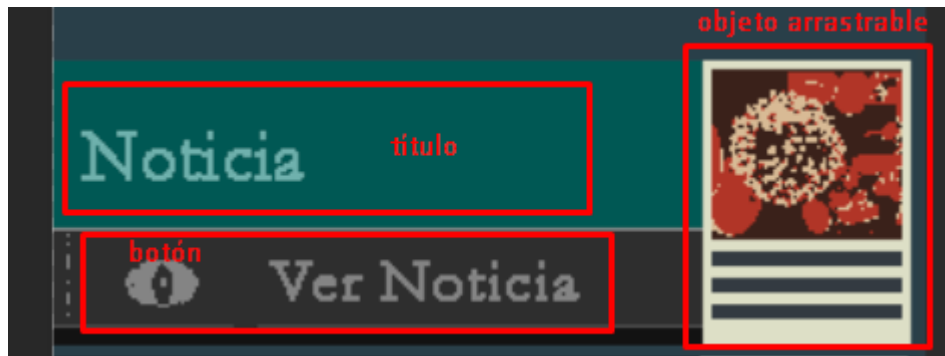 objeto arrastrable
Noticia
título
botón
Ver Noticia